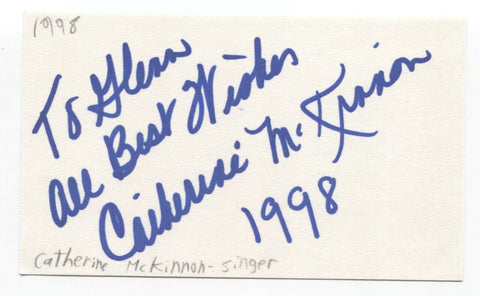 1998
To Glenn
All Best Wishes
Catherine McKinnon
1998
Catherine McKinnon - Singer